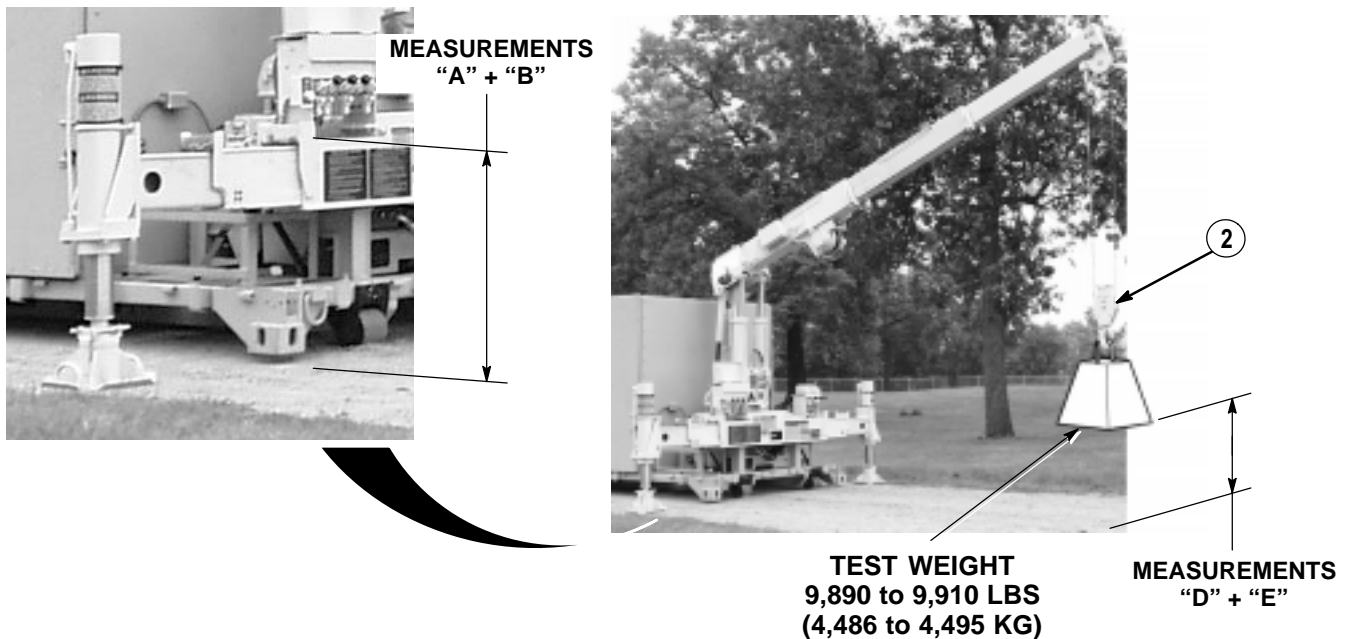 MEASUREMENTS
“A” + “B”
2
TEST WEIGHT
9,890 to 9,910 LBS
(4,486 to 4,495 KG)
MEASUREMENTS
“D” + “E”